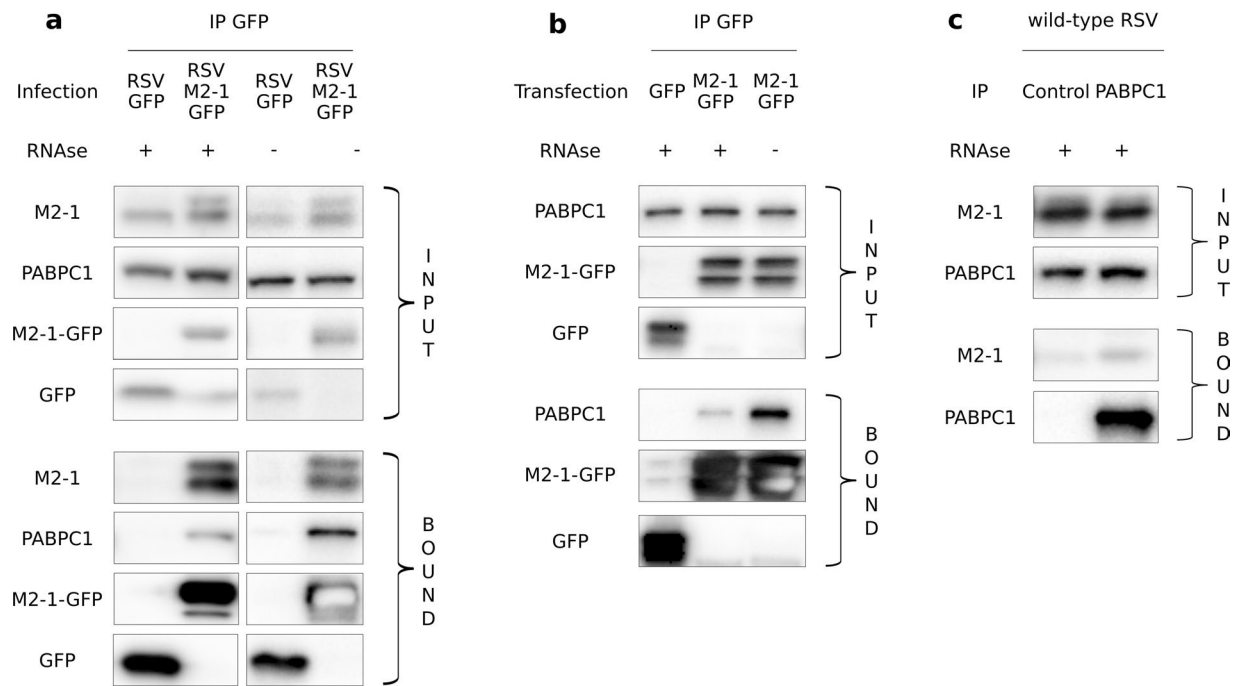 a
IP GFP
Infection
RSV GFP
RSV M2-1 GFP
RSV GFP
RSV M2-1 GFP
RNAse + + - -
M2-1
PABPC1
M2-1-GFP
GFP
INPUT
M2-1
PABPC1
M2-1-GFP
GFP
BOUND
b
IP GFP
Transfection
GFP
M2-1 GFP
M2-1 GFP
RNAse + + -
PABPC1
M2-1-GFP
GFP
INPUT
PABPC1
M2-1-GFP
GFP
BOUND
c
wild-type RSV
IP Control PABPC1
RNAse + +
M2-1
PABPC1
INPUT
M2-1
PABPC1
BOUND